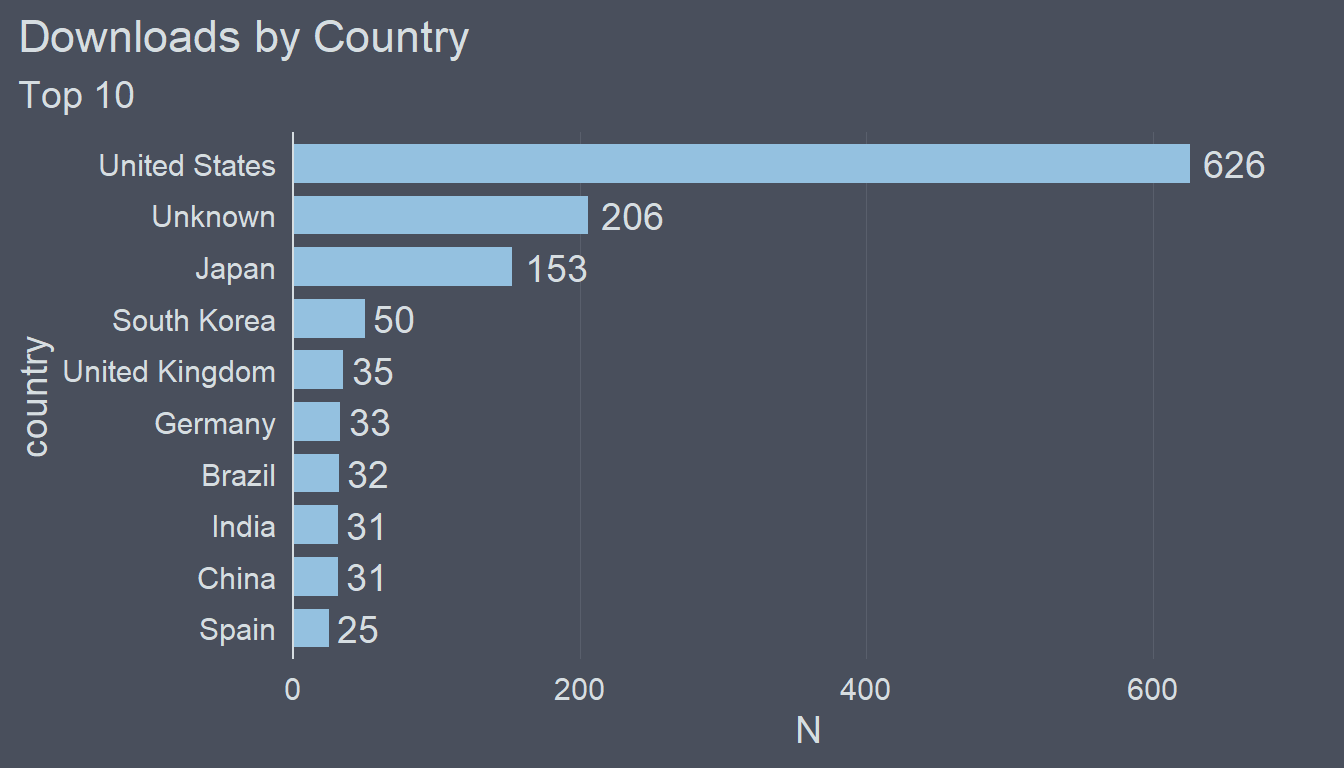 Downloads by Country
Top 10
country
United States 626
Unknown 206
Japan 153
South Korea 50
United Kingdom 35
Germany 33
Brazil 32
India 31
China 31
Spain 25
0 200 400 600
N